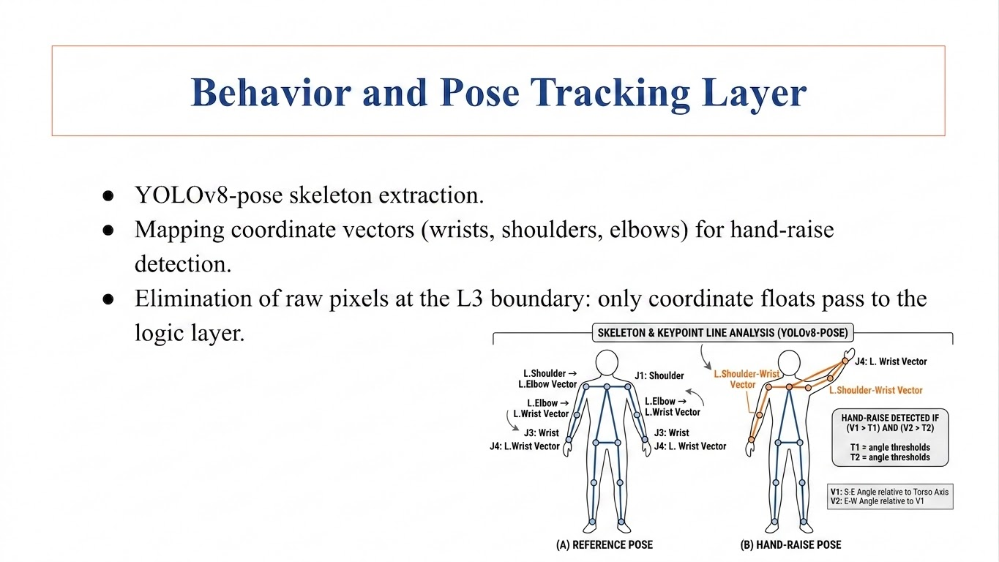 Behavior and Pose Tracking Layer
● YOLOv8-pose skeleton extraction.
● Mapping coordinate vectors (wrists, shoulders, elbows) for hand-raise
detection.
● Elimination of raw pixels at the L3 boundary: only coordinate floats pass to the
logic layer.
SKELETON & KEYPOINT LINE ANALYSIS (YOLOv8-POSE)
L.Shoulder →
L.Elbow Vector
L.Elbow →
L.Wrist Vector
J3: Wrist
J4: L.Wrist Vector
J1: Shoulder
L.Elbow →
L.Wrist Vector
J3: Wrist
J4: L. Wrist Vector
(A) REFERENCE POSE
L.Shoulder-Wrist
Vector
J4: L. Wrist Vector
L.Shoulder-Wrist Vector
HAND-RAISE DETECTED IF
(V1 > T1) AND (V2 > T2)
T1 = angle thresholds
T2 = angle thresholds
V1: S-E Angle relative to Torso Axis
V2: E-W Angle relative to V1
(B) HAND-RAISE POSE